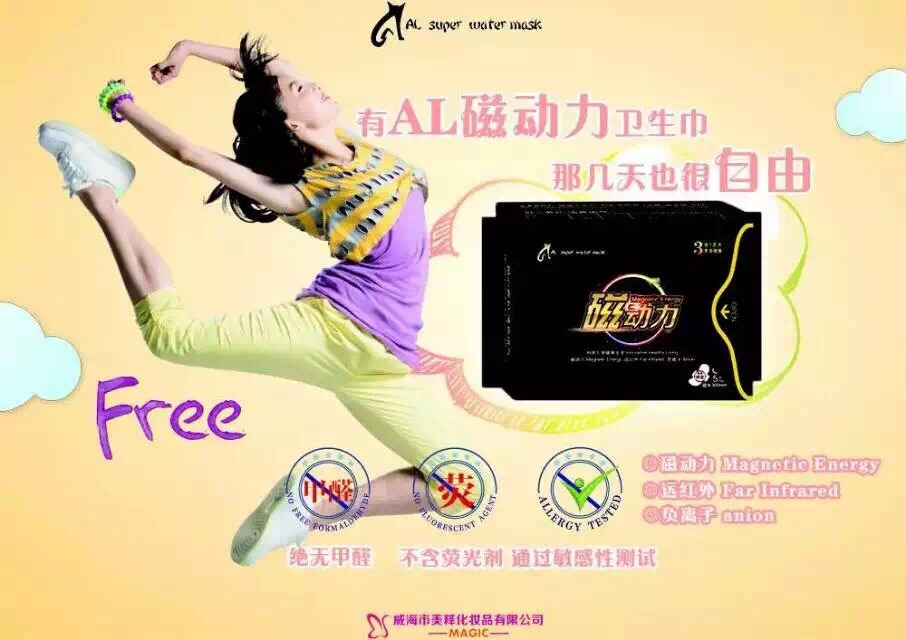 AL super water mask
有AL磁动力卫生巾
那几天也很自由
AL super water mask
Magnetic Energy
磁动力
Free
甲醛
NO FREE FORMALDEHYDE
荧
NO FLUORESCENT AGENT
ALLERGY TESTED
绝无甲醛 不含荧光剂 通过敏感性测试
◎磁动力 Magnetic Energy
◎远红外 Far Infrared
◎负离子 anion
威海市美释化妆品有限公司
MAGIC